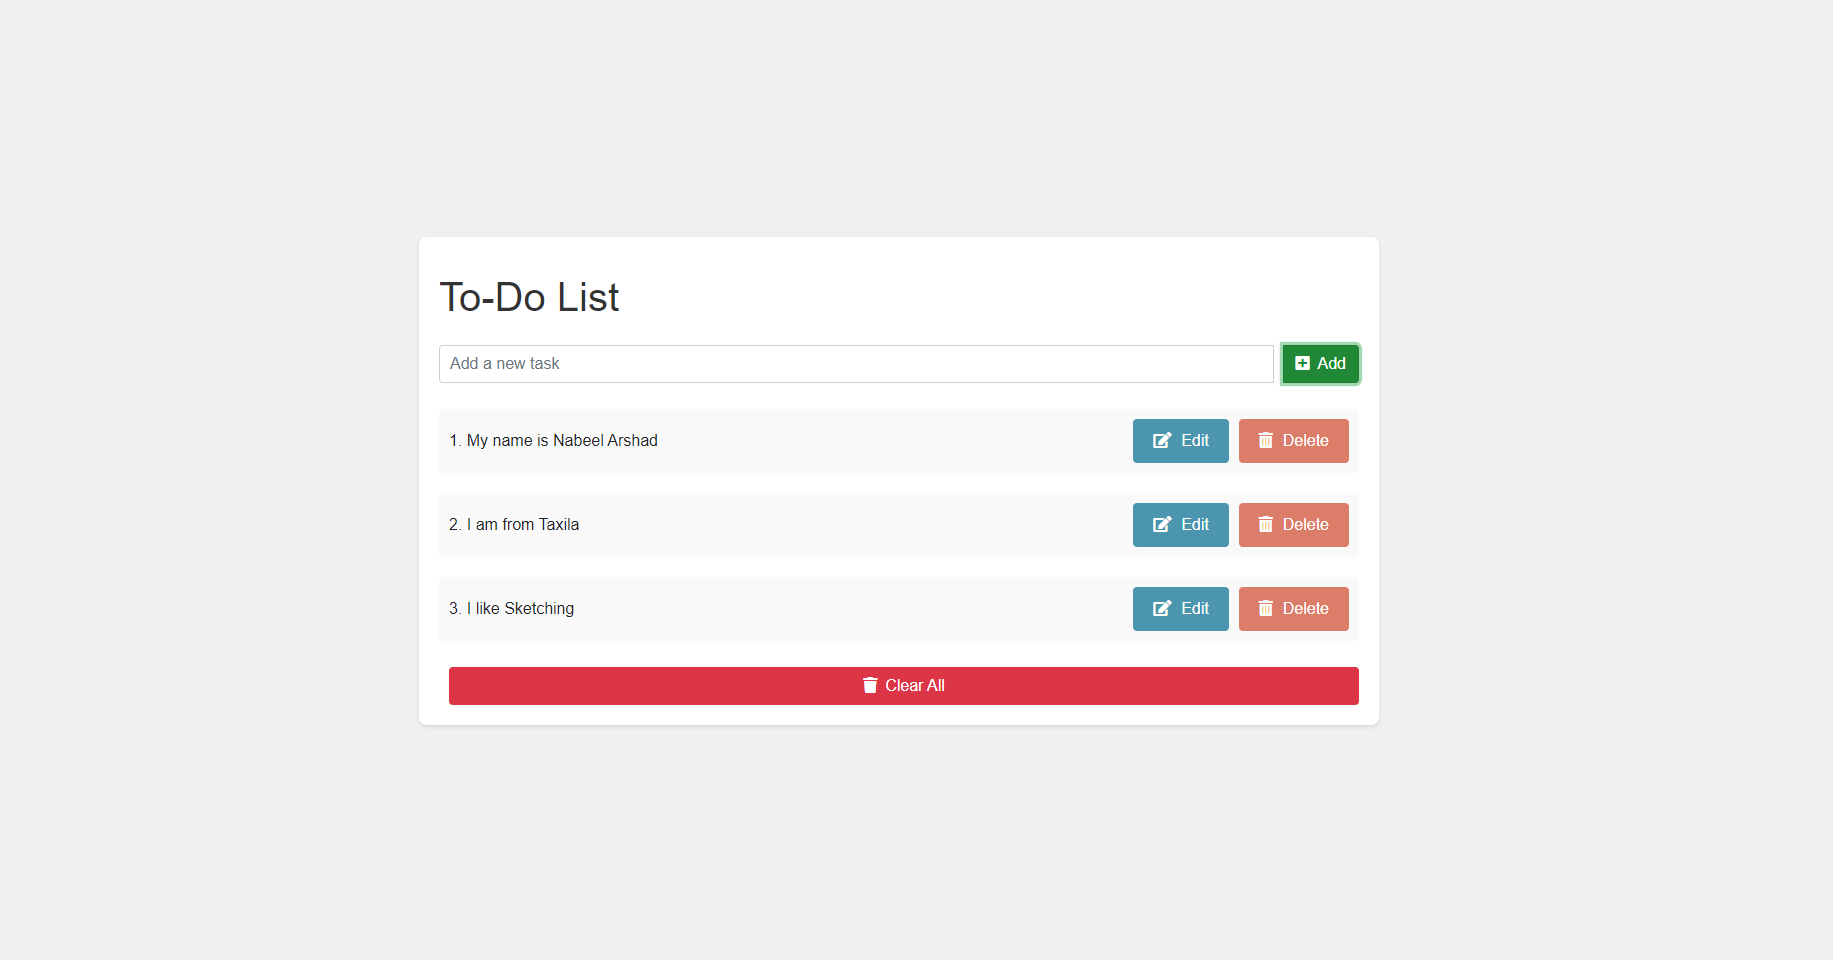 To-Do List
Add a new task
Add
1. My name is Nabeel Arshad
Edit
Delete
2. I am from Taxila
Edit
Delete
3. I like Sketching
Edit
Delete
Clear All